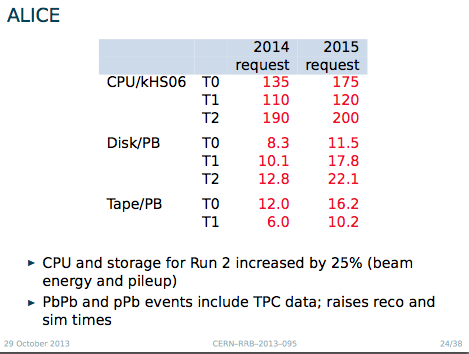 ALICE
2014 2015
request request
CPU/kHS06 T0 135 175
T1 110 120
T2 190 200
Disk/PB T0 8.3 11.5
T1 10.1 17.8
T2 12.8 22.1
Tape/PB T0 12.0 16.2
T1 6.0 10.2
► CPU and storage for Run 2 increased by 25% (beam
energy and pileup)
► PbPb and pPb events include TPC data; raises reco and
sim times
29 October 2013 CERN–RRB–2013–095 24/38